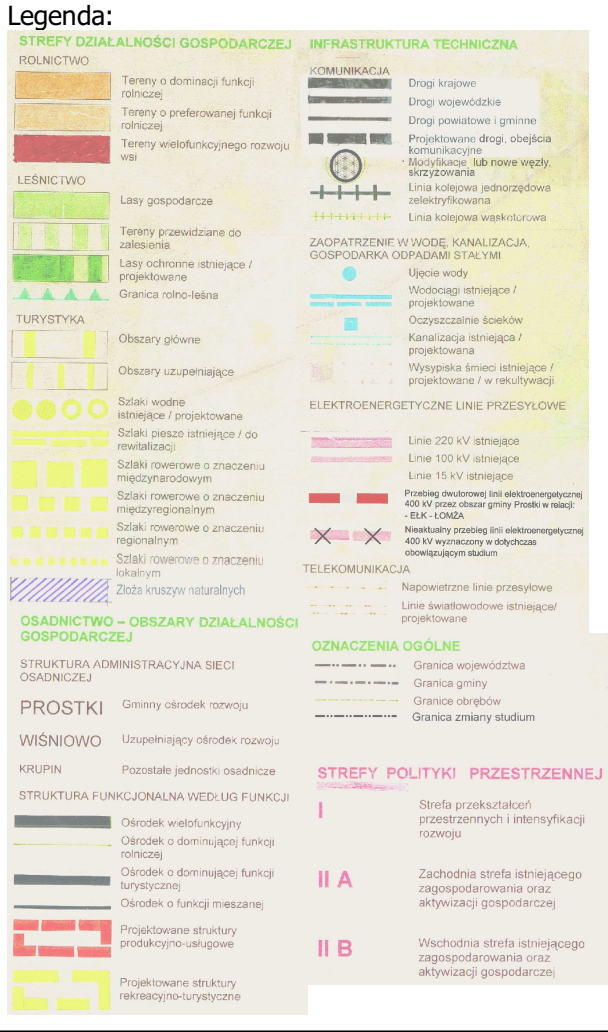 Legenda:
STREFY DZIAŁALNOŚCI GOSPODARCZEJ
ROLNICTWO
Tereny o dominacji funkcji
rolniczej
Tereny o preferowanej funkcji
rolniczej
Tereny wielofunkcyjnego rozwoju
wsi
LEŚNICTWO
Lasy gospodarcze
Tereny przewidziane do
zalesienia
Lasy ochronne istniejące /
projektowane
Granica rolno-leśna
TURYSTYKA
Obszary główne
Obszary uzupełniające
Szlaki wodne
istniejące / projektowane
Szlaki piesze istniejące / do
rewitalizacji
Szlaki rowerowe o znaczeniu
międzynarodowym
Szlaki rowerowe o znaczeniu
międzyregionalnym
Szlaki rowerowe o znaczeniu
regionalnym
Szlaki rowerowe o znaczeniu
lokalnym
Złoża kruszyw naturalnych
OSADNICTWO – OBSZARY DZIAŁALNOŚCI
GOSPODARCZEJ
STRUKTURA ADMINISTRACYJNA SIECI
OSADNICZEJ
PROSTKI Gminny ośrodek rozwoju
WIŚNIOWO Uzupełniający ośrodek rozwoju
KRUPIN Pozostałe jednostki osadnicze
STRUKTURA FUNKCJONALNA WEDŁUG FUNKCJI
Ośrodek wielofunkcyjny
Ośrodek o dominującej funkcji
rolniczej
Ośrodek o dominującej funkcji
turystycznej
Ośrodek o funkcji mieszanej
Projektowane struktury
produkcyjno-usługowe
Projektowane struktury
rekreacyjno-turystyczne
INFRASTRUKTURA TECHNICZNA
KOMUNIKACJA
Drogi krajowe
Drogi wojewódzkie
Drogi powiatowe i gminne
Projektowane drogi, obejścia
komunikacyjne
Modyfikacje lub nowe węzły,
skrzyżowania
Linia kolejowa jednorzędowa
zelektryfikowana
Linia kolejowa wąskotorowa
ZAOPATRZENIE W WODĘ, KANALIZACJA,
GOSPODARKA ODPADAMI STAŁYMI
Ujęcie wody
Wodociągi istniejące /
projektowane
Oczyszczalnie ścieków
Kanalizacja istniejąca /
projektowana
Wysypiska śmieci istniejące /
projektowane / w rekultywacji
ELEKTROENERGETYCZNE LINIE PRZESYŁOWE
Linie 220 kV istniejące
Linie 100 kV istniejące
Linie 15 kV istniejące
Przebieg dwutorowej linii elektroenergetycznej
400 kV przez obszar gminy Prostki w relacji:
- EŁK - ŁOMŻA
Nieaktualny przebieg linii elektroenergetycznej
400 kV wyznaczony w dotychczas
obowiązującym studium
TELEKOMUNIKACJA
Napowietrzne linie przesyłowe
Linie światłowodowe istniejące/
projektowane
OZNACZENIA OGÓLNE
Granica województwa
Granica gminy
Granice obrębów
Granica zmiany studium
STREFY POLITYKI PRZESTRZENNEJ
I Strefa przekształceń
przestrzennych i intensyfikacji
rozwoju
II A Zachodnia strefa istniejącego
zagospodarowania oraz
aktywizacji gospodarczej
II B Wschodnia strefa istniejącego
zagospodarowania oraz
aktywizacji gospodarczej